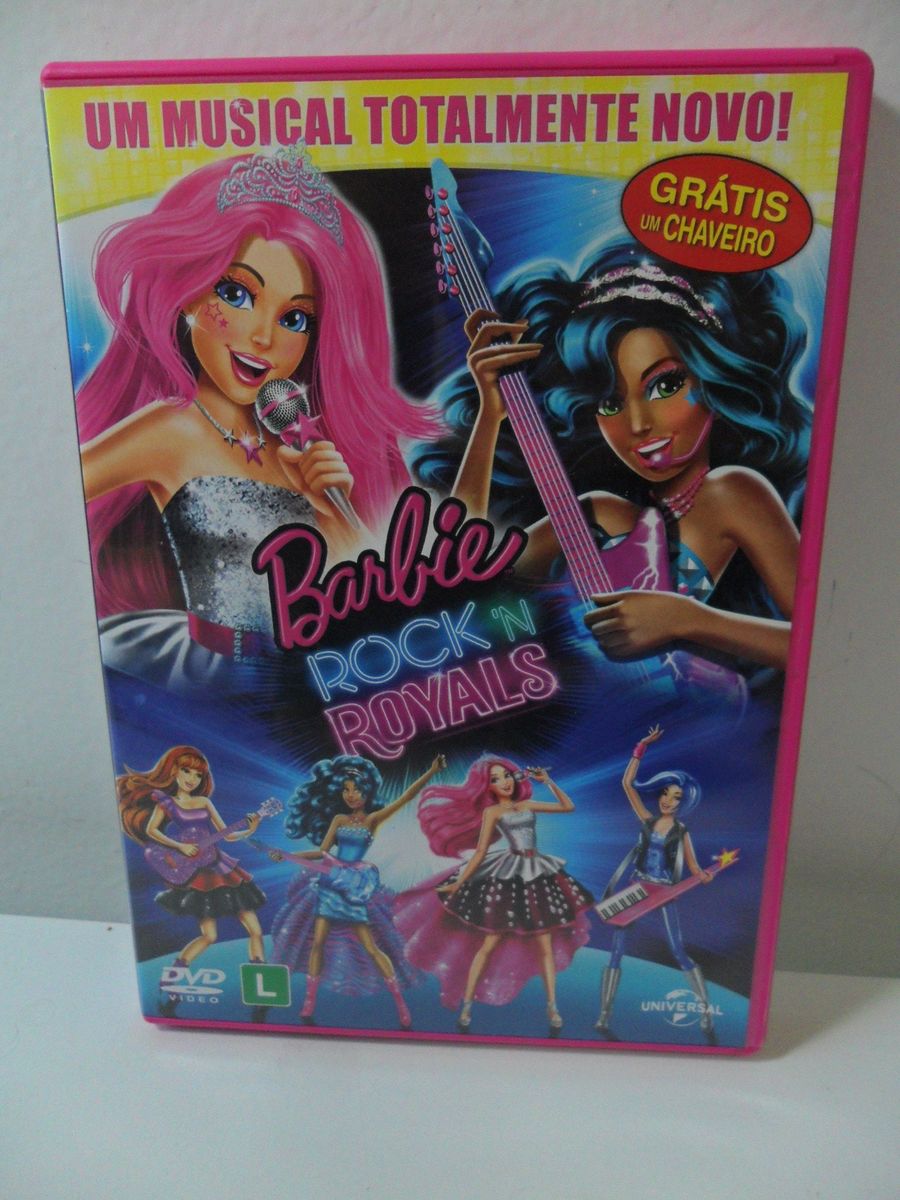 UM MUSICAL TOTALMENTE NOVO!
GRÁTIS
UM CHAVEIRO
Barbie
ROCK 'N
ROYALS
DVD
VIDEO
L
UNIVERSAL